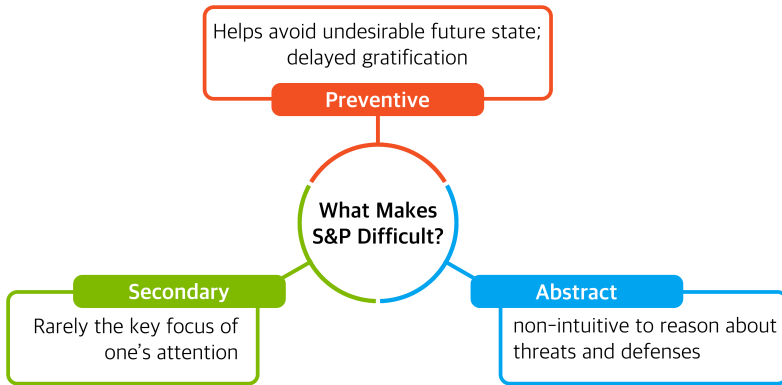 Helps avoid undesirable future state;
delayed gratification
Preventive
What Makes
S&P Difficult?
Secondary
Rarely the key focus of
one’s attention
Abstract
non-intuitive to reason about
threats and defenses